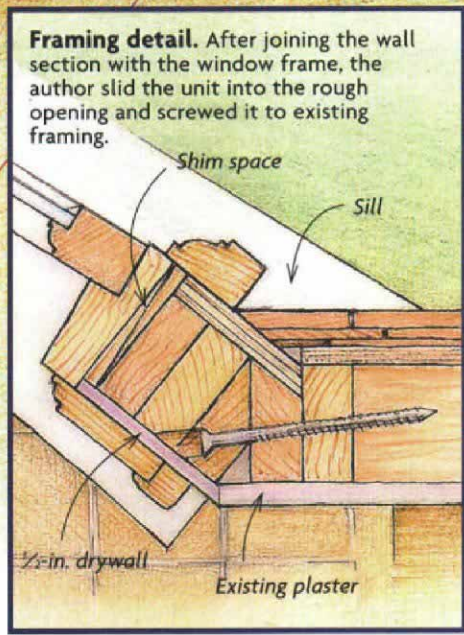 Framing detail. After joining the wall
section with the window frame, the
author slid the unit into the rough
opening and screwed it to existing
framing.
Shim space
Sill
½-in. drywall
Existing plaster